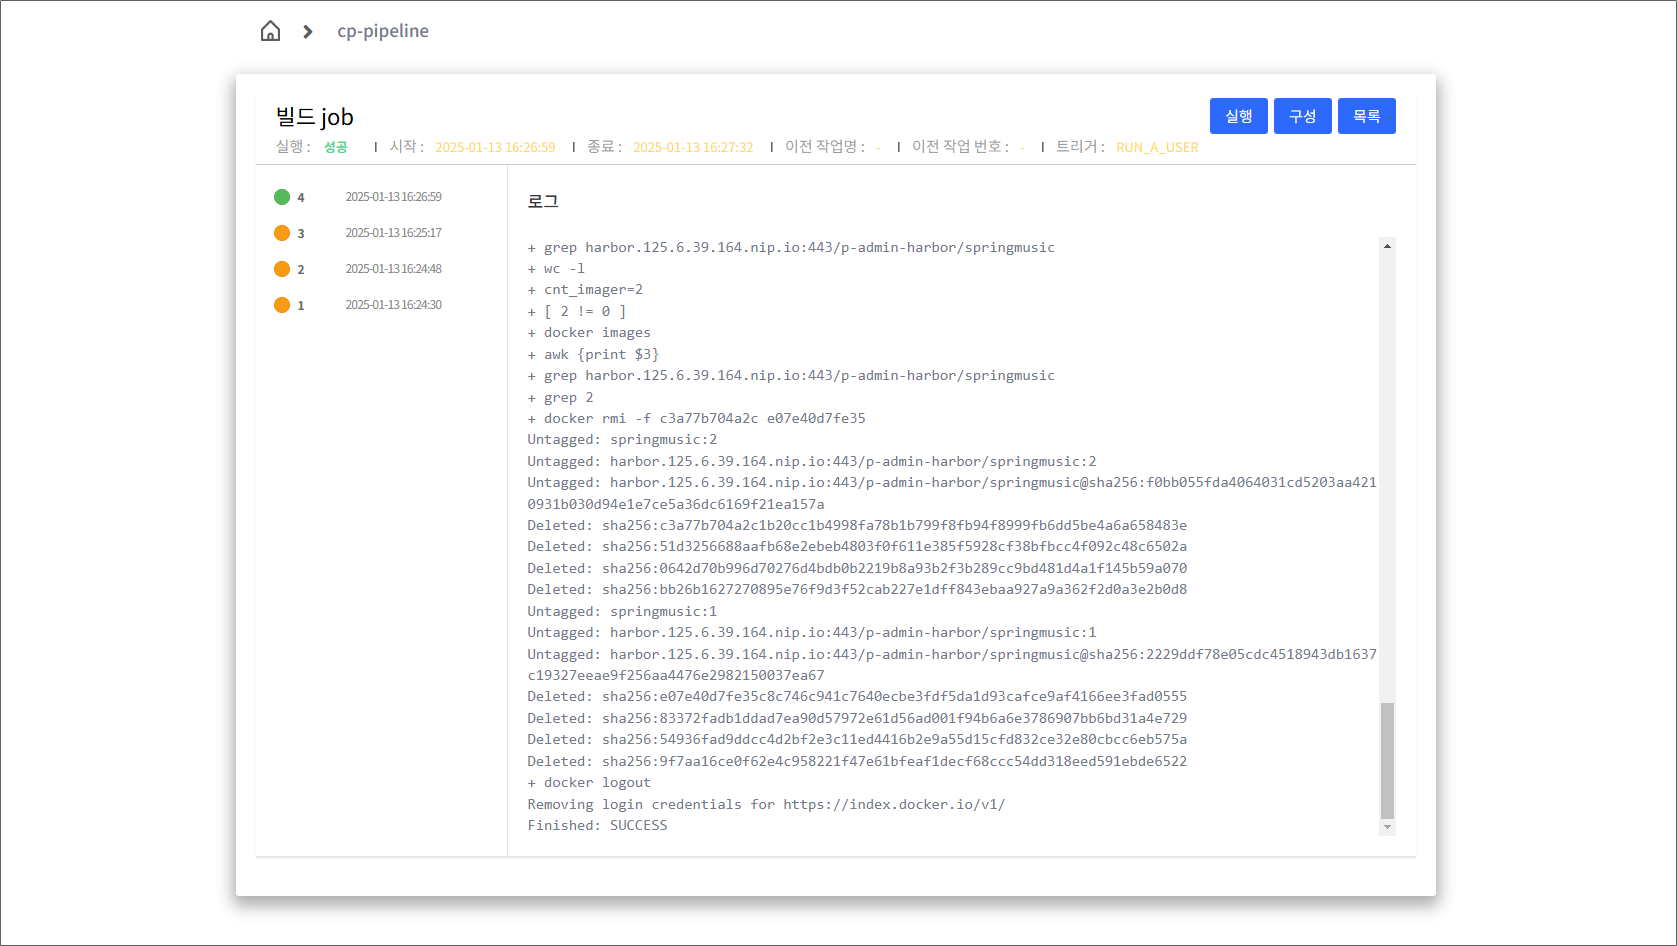 cp-pipeline
빌드 job
실행 구성 목록
실행 : 성공 I 시작 : 2025-01-13 16:26:59 I 종료 : 2025-01-13 16:27:32 I 이전 작업명 : - I 이전 작업 번호 : - I 트리거 : RUN_A_USER
4 2025-01-13 16:26:59
3 2025-01-13 16:25:17
2 2025-01-13 16:24:48
1 2025-01-13 16:24:30
로그
+ grep harbor.125.6.39.164.nip.io:443/p-admin-harbor/springmusic
+ wc -l
+ cnt_imager=2
+ [ 2 != 0 ]
+ docker images
+ awk {print $3}
+ grep harbor.125.6.39.164.nip.io:443/p-admin-harbor/springmusic
+ grep 2
+ docker rmi -f c3a77b704a2c e07e40d7fe35
Untagged: springmusic:2
Untagged: harbor.125.6.39.164.nip.io:443/p-admin-harbor/springmusic:2
Untagged: harbor.125.6.39.164.nip.io:443/p-admin-harbor/springmusic@sha256:f0bb055fda4064031cd5203aa421
0931b030d94e1e7ce5a36dc6169f21ea157a
Deleted: sha256:c3a77b704a2c1b20cc1b4998fa78b1b799f8fb94f8999fb6dd5be4a6a658483e
Deleted: sha256:51d3256688aafb68e2ebeb4803f0f611e385f5928cf38bfbcc4f092c48c6502a
Deleted: sha256:0642d70b996d70276d4bdb0b2219b8a93b2f3b289cc9bd481d4a1f145b59a070
Deleted: sha256:bb26b1627270895e76f9d3f52cab227e1dff843ebaa927a9a362f2d0a3e2b0d8
Untagged: springmusic:1
Untagged: harbor.125.6.39.164.nip.io:443/p-admin-harbor/springmusic:1
Untagged: harbor.125.6.39.164.nip.io:443/p-admin-harbor/springmusic@sha256:2229ddf78e05cdc4518943db1637
c19327eeae9f256aa4476e2982150037ea67
Deleted: sha256:e07e40d7fe35c8c746c941c7640ecbe3fdf5da1d93cafce9af4166ee3fad0555
Deleted: sha256:83372fadb1ddad7ea90d57972e61d56ad001f94b6a6e3786907bb6bd31a4e729
Deleted: sha256:54936fad9ddcc4d2bf2e3c11ed4416b2e9a55d15cfd832ce32e80cbcc6eb575a
Deleted: sha256:9f7aa16ce0f62e4c958221f47e61bfeaf1decf68ccc54dd318eed591ebde6522
+ docker logout
Removing login credentials for https://index.docker.io/v1/
Finished: SUCCESS